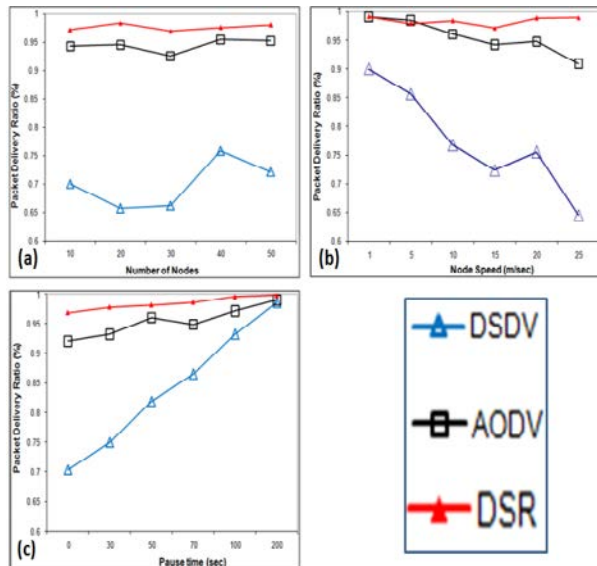 Packet Delivery Ratio (%)
1
0.95
0.9
0.85
0.8
0.75
0.7
0.65
0.6
10 20 30 40 50
Number of Nodes
(a)
Packet Delivery Ratio (%)
1
0.95
0.9
0.85
0.8
0.75
0.7
0.65
0.6
1 5 10 15 20 25
Node Speed (m/sec)
(b)
Packet Delivery Ratio (%)
1
0.95
0.9
0.85
0.8
0.75
0.7
0.65
0.6
0 30 50 70 100 200
Pause time (sec)
(c)
DSDV
AODV
DSR